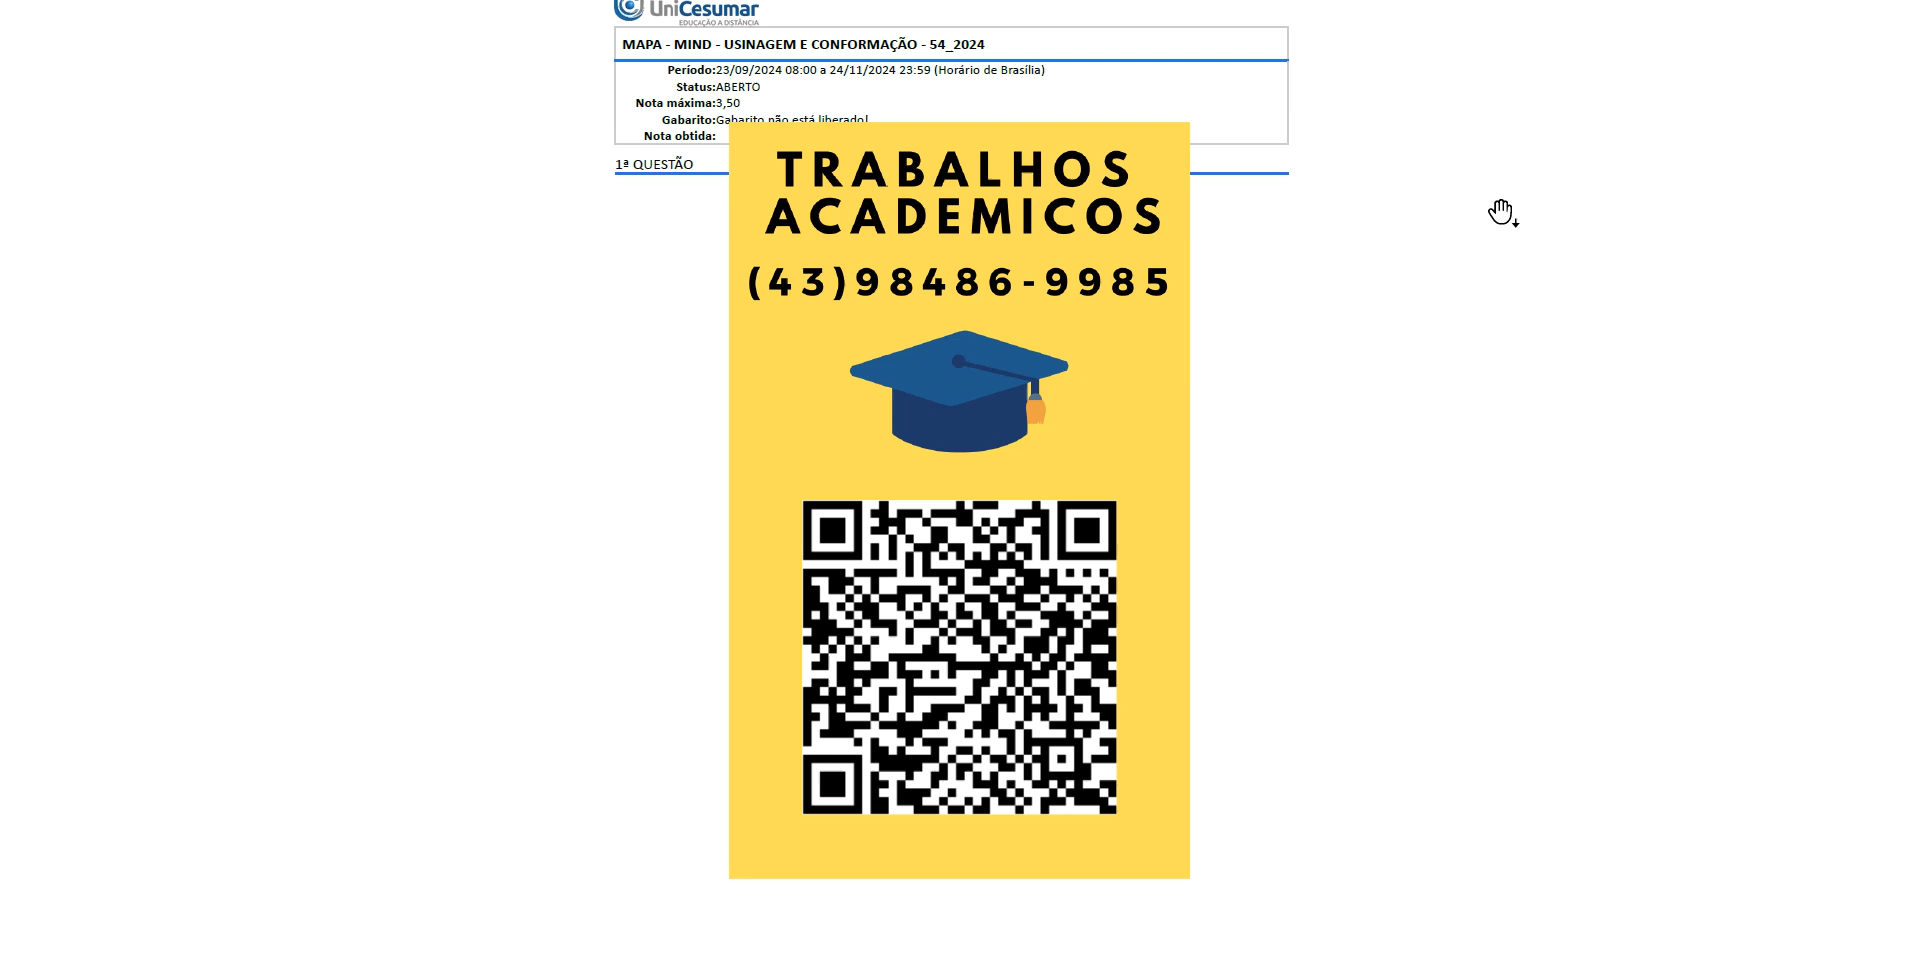 UniCesumar
EDUCAÇÃO A DISTÂNCIA
MAPA - MIND - USINAGEM E CONFORMAÇÃO - 54_2024
Período:23/09/2024 08:00 a 24/11/2024 23:59 (Horário de Brasília)
Status:ABERTO
Nota máxima:3,50
Gabarito:Gabarito não está liberado!
Nota obtida:
1ª QUESTÃO
TRABALHOS
ACADEMICOS
(43)98486-9985